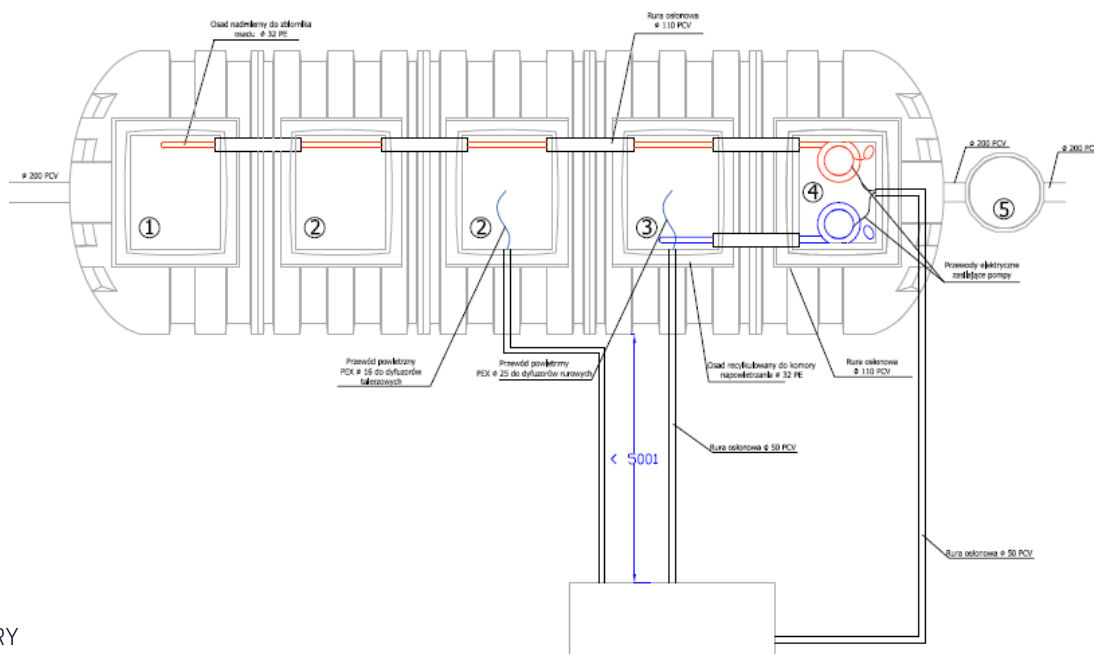 Osad nadmierny do zbiornika
osadu ϕ 32 PE
Rura osłonowa
ϕ 110 PCV
ϕ 200 PCV
ϕ 200 PCV
ϕ 200 PC
①
②
②
③
④
⑤
Przewody elektryczne
zasilające pompy
Przewód powietrzny
PEX ϕ 16 do dyfuzorów
talerzowych
Przewód powietrzny
PEX ϕ 25 do dyfuzorów rurowych
Osad recylkulowany do komory
napowietrzania ϕ 32 PE
Rura osłonowa
ϕ 110 PCV
Rura osłonowa ϕ 50 PCV
< 5001
Rura osłonowa ϕ 50 PCV
RY